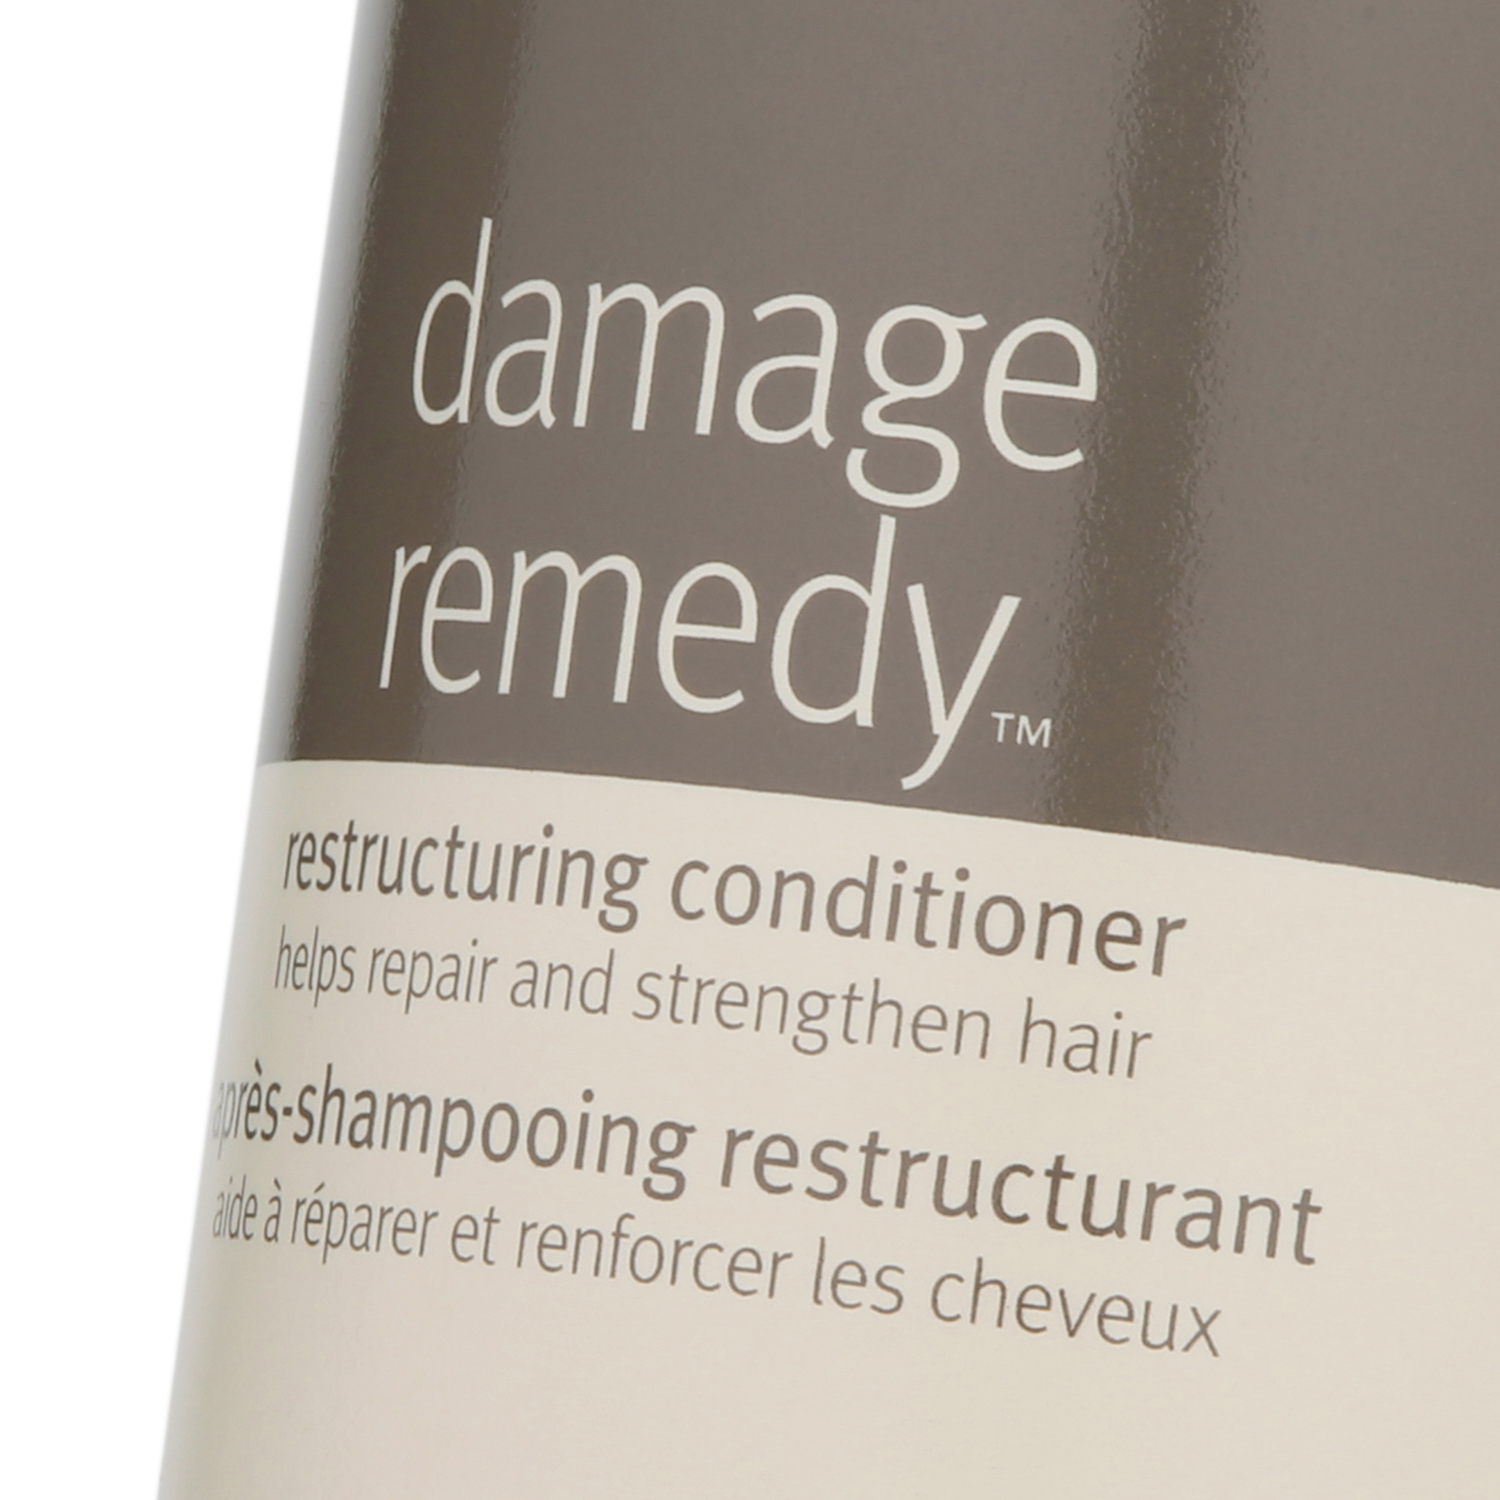 damage
remedy™
restructuring conditioner
helps repair and strengthen hair
après-shampooing restructurant
aide à réparer et renforcer les cheveux